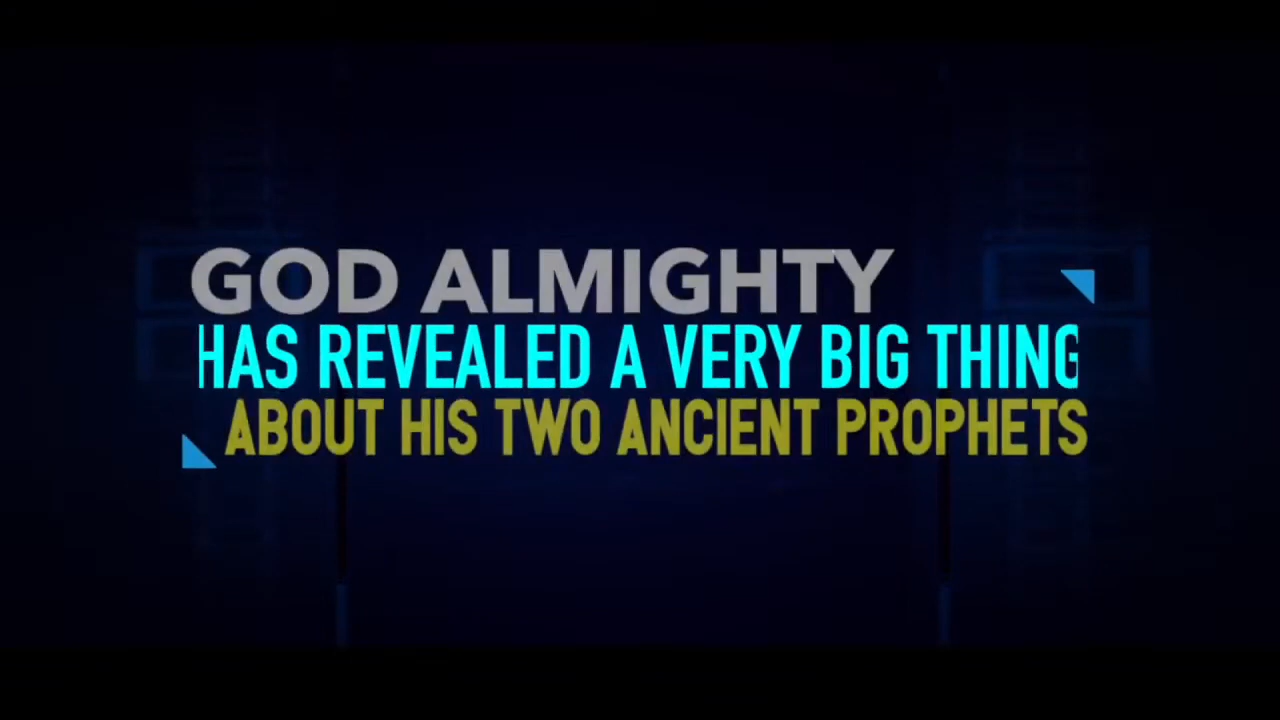 GOD ALMIGHTY
HAS REVEALED A VERY BIG THING
ABOUT HIS TWO ANCIENT PROPHETS